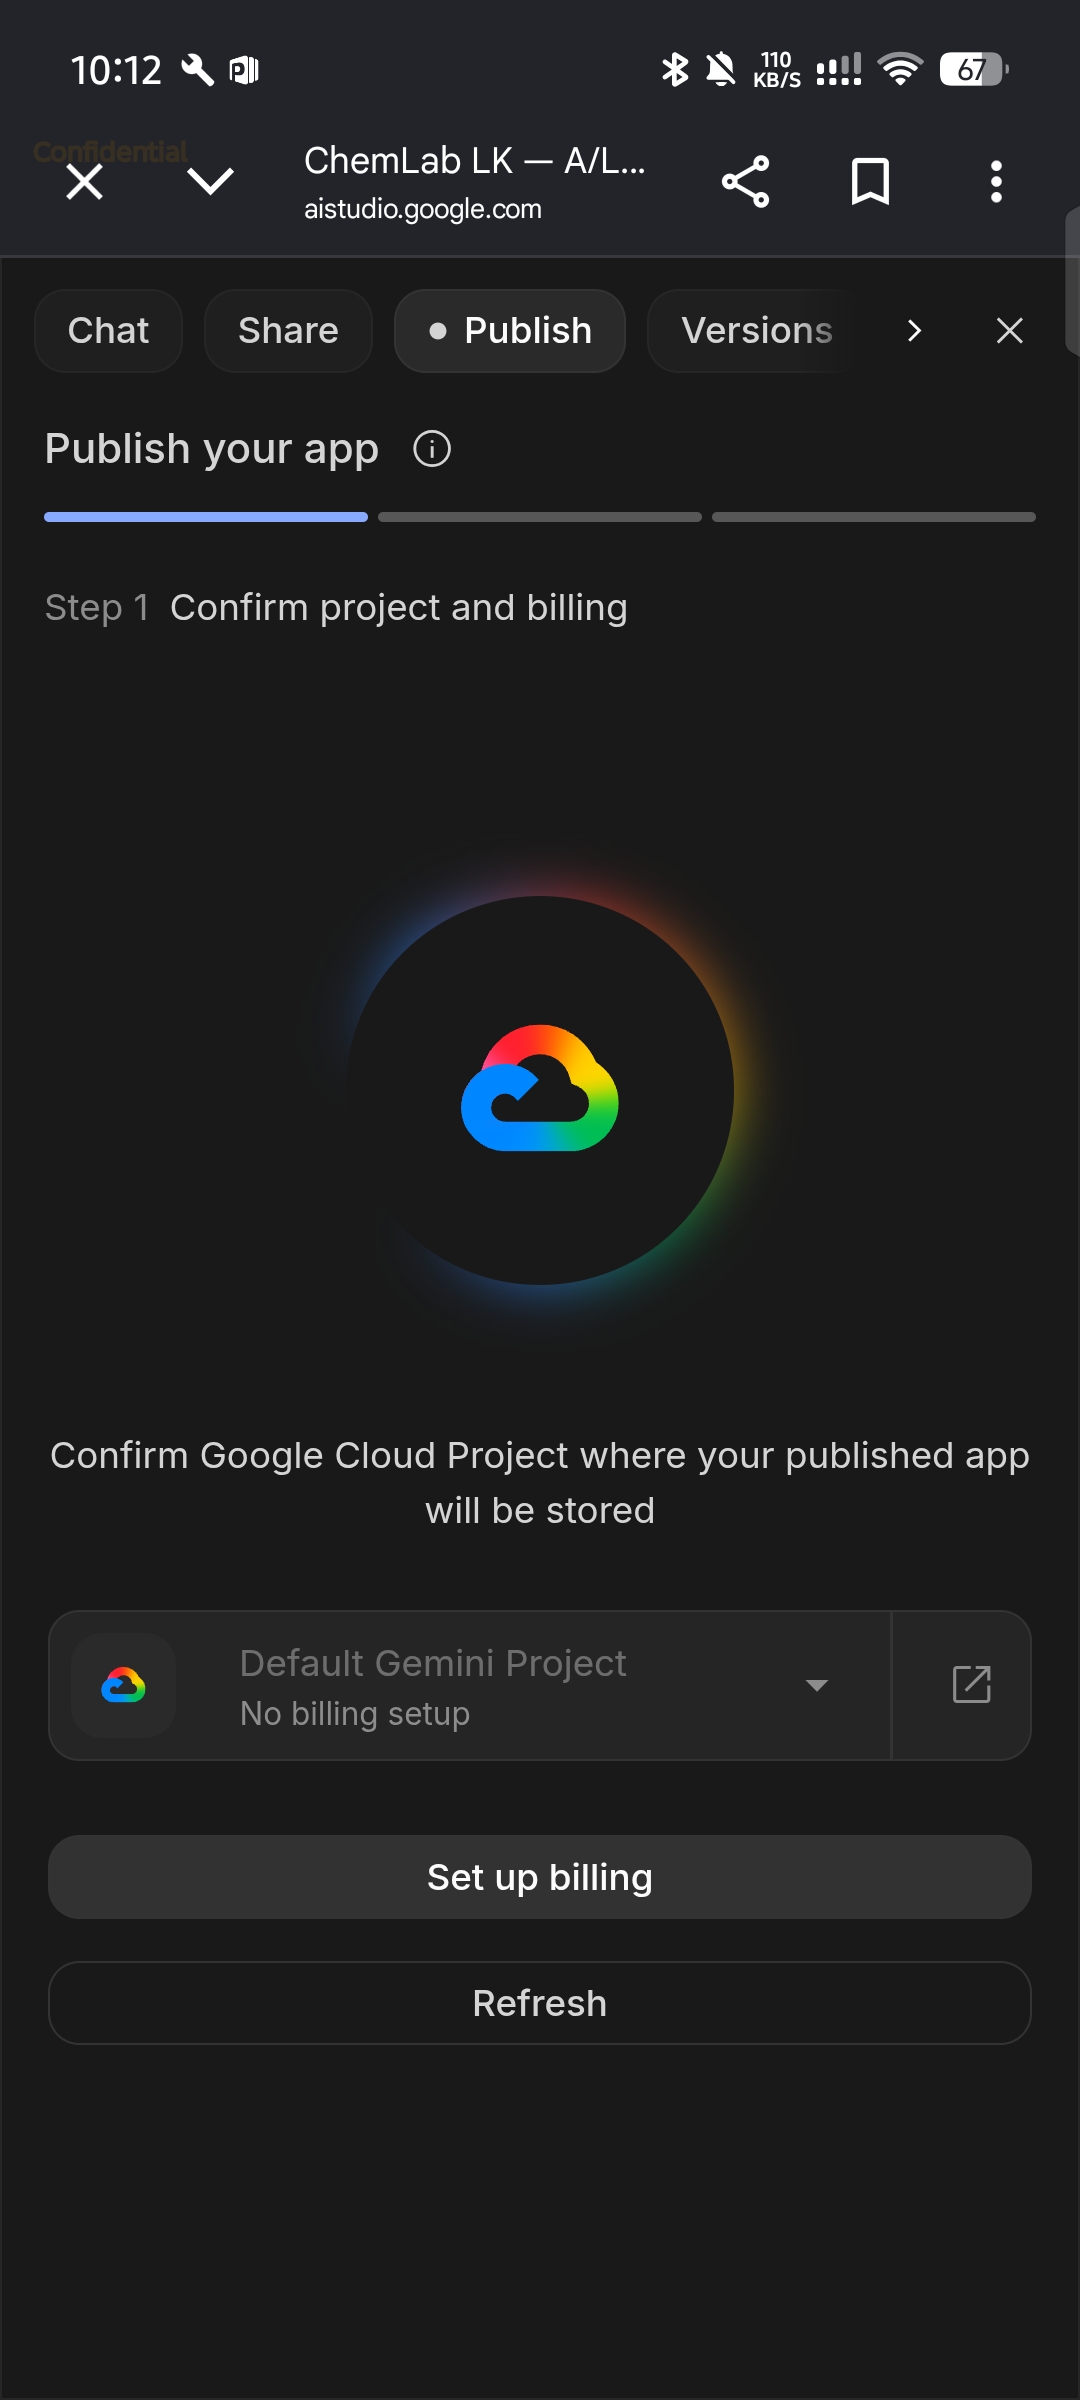 10:12
110
KB/S
67
Confidential
ChemLab LK — A/L...
aistudio.google.com
Chat
Share
Publish
Versions
Publish your app
Step 1 Confirm project and billing
Confirm Google Cloud Project where your published app
will be stored
Default Gemini Project
No billing setup
Set up billing
Refresh